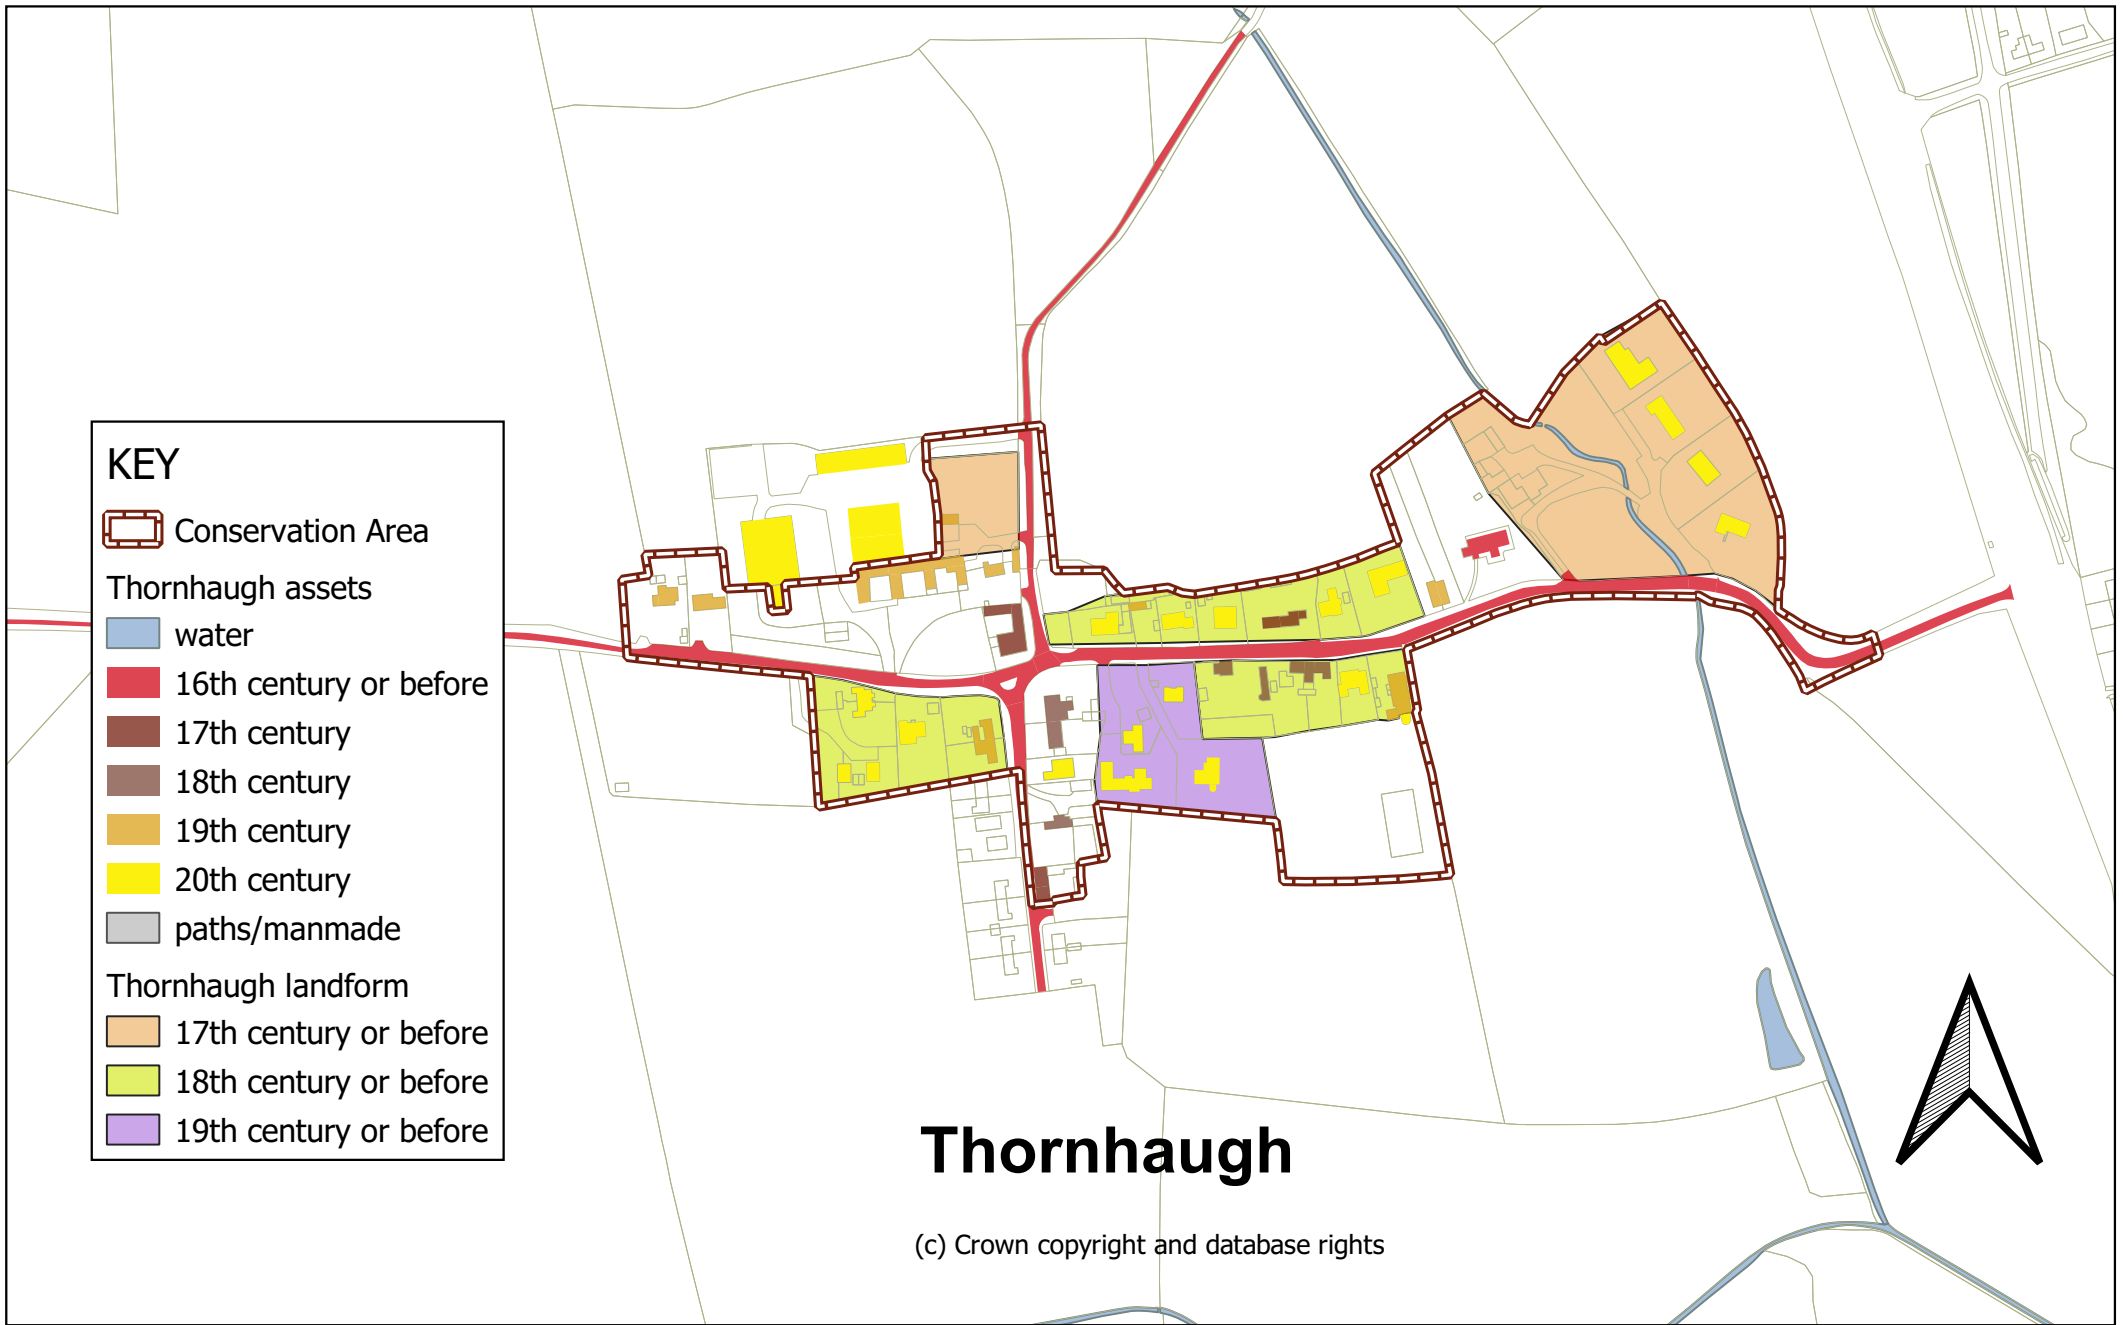 KEY
Conservation Area
Thornhaugh assets
water
16th century or before
17th century
18th century
19th century
20th century
paths/manmade
Thornhaugh landform
17th century or before
18th century or before
19th century or before
Thornhaugh
(c) Crown copyright and database rights